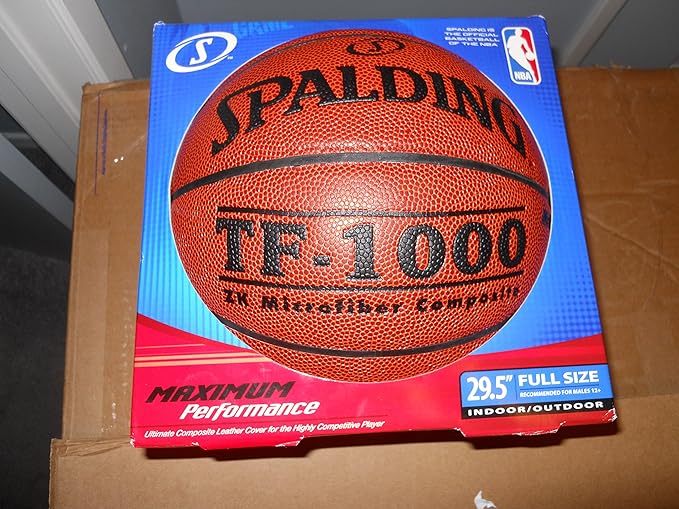 GAME
S
SPALDING IS
THE OFFICIAL
BASKETBALL
OF THE NBA
NBA
SPALDING
TF-1000
ZK Microfiber Composite
MAXIMUM
Performance
Ultimate Composite Leather Cover for the Highly Competitive Player
29.5" FULL SIZE
RECOMMENDED FOR MALES 12+
INDOOR/OUTDOOR